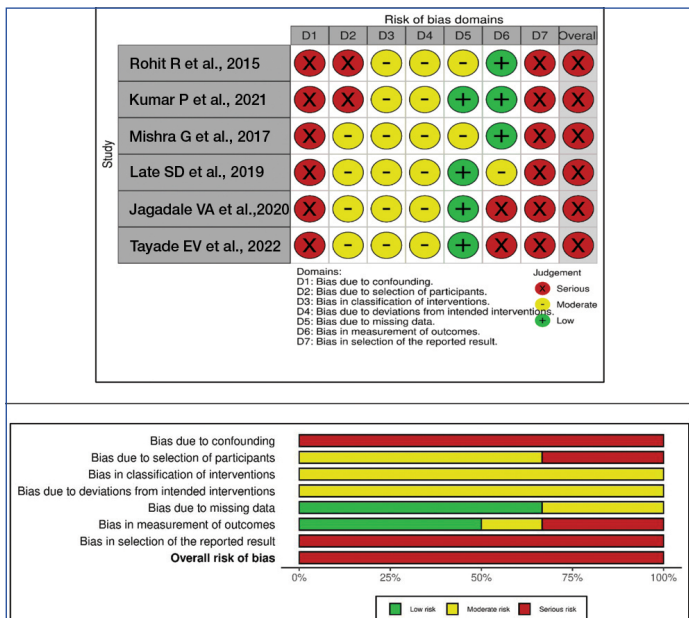 Risk of bias domains
D1 D2 D3 D4 D5 D6 D7 Overall
Study
Rohit R et al., 2015 X X - - - + X X
Kumar P et al., 2021 X X - - + + X X
Mishra G et al., 2017 X - - - - + X X
Late SD et al., 2019 X - - - + - X X
Jagadale VA et al.,2020 X - - - + X X X
Tayade EV et al., 2022 X - - - + X X X
Domains:
D1: Bias due to confounding.
D2: Bias due to selection of participants.
D3: Bias in classification of interventions.
D4: Bias due to deviations from intended interventions.
D5: Bias due to missing data.
D6: Bias in measurement of outcomes.
D7: Bias in selection of the reported result.
Judgement
X Serious
- Moderate
+ Low
Bias due to confounding
Bias due to selection of participants
Bias in classification of interventions
Bias due to deviations from intended interventions
Bias due to missing data
Bias in measurement of outcomes
Bias in selection of the reported result
Overall risk of bias
0% 25% 50% 75% 100%
Low risk Moderate risk Serious risk